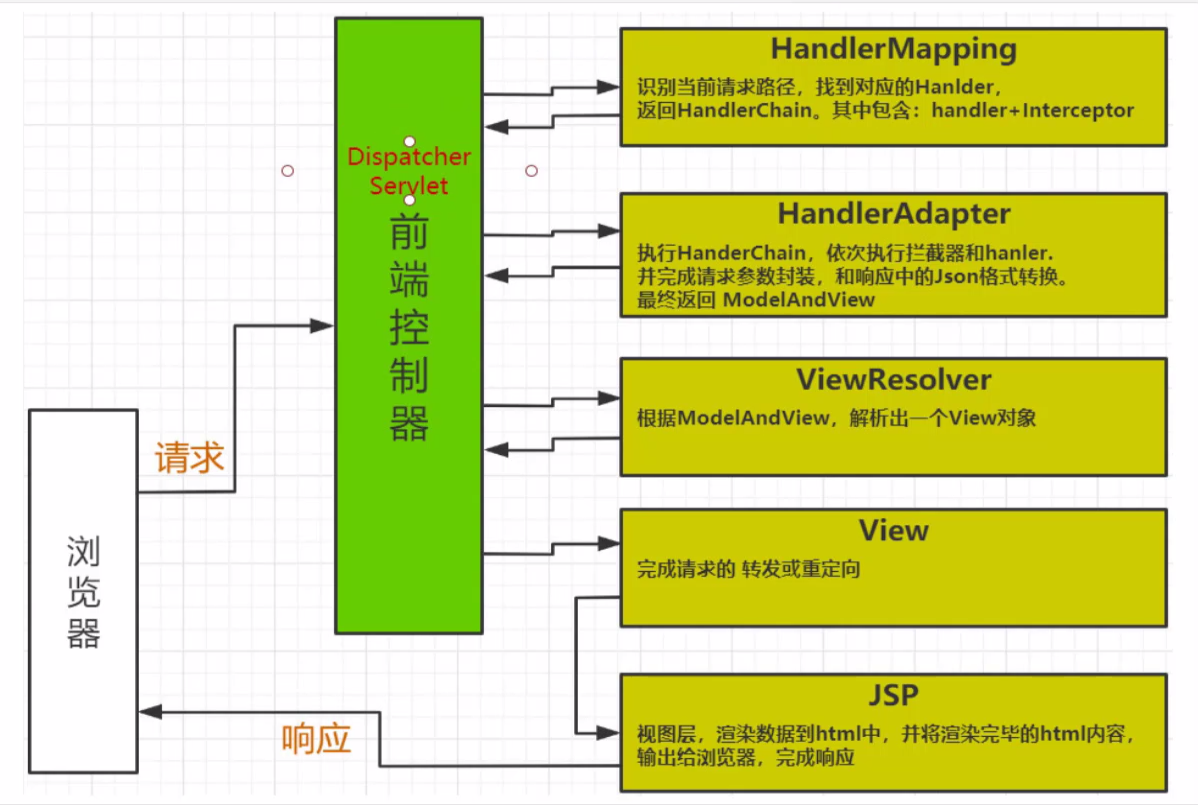 HandlerMapping
识别当前请求路径，找到对应的Hanlder，
返回HandlerChain。其中包含：handler+Interceptor
Dispatcher
Servlet
前端控制器
HandlerAdapter
执行HanderChain，依次执行拦截器和hanler.
并完成请求参数封装，和响应中的Json格式转换。
最终返回 ModelAndView
ViewResolver
根据ModelAndView，解析出一个View对象
请求
View
完成请求的 转发或重定向
浏览器
JSP
视图层，渲染数据到html中，并将渲染完毕的html内容，
输出给浏览器，完成响应
响应